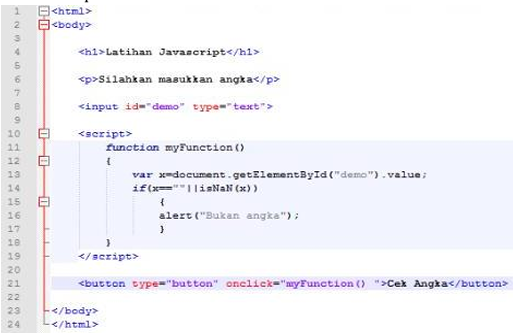 1 <html>
2 <body>
3
4 <h1>Latihan Javascript</h1>
5
6 <p>Silahkan masukkan angka</p>
7
8 <input id="demo" type="text">
9
10 <script>
11 function myFunction()
12 {
13 var x=document.getElementById("demo").value;
14 if(x==""||isNaN(x))
15 {
16 alert("Bukan angka");
17 }
18 }
19 </script>
20
21 <button type="button" onclick="myFunction() ">Cek Angka</button>
22
23 </body>
24 </html>